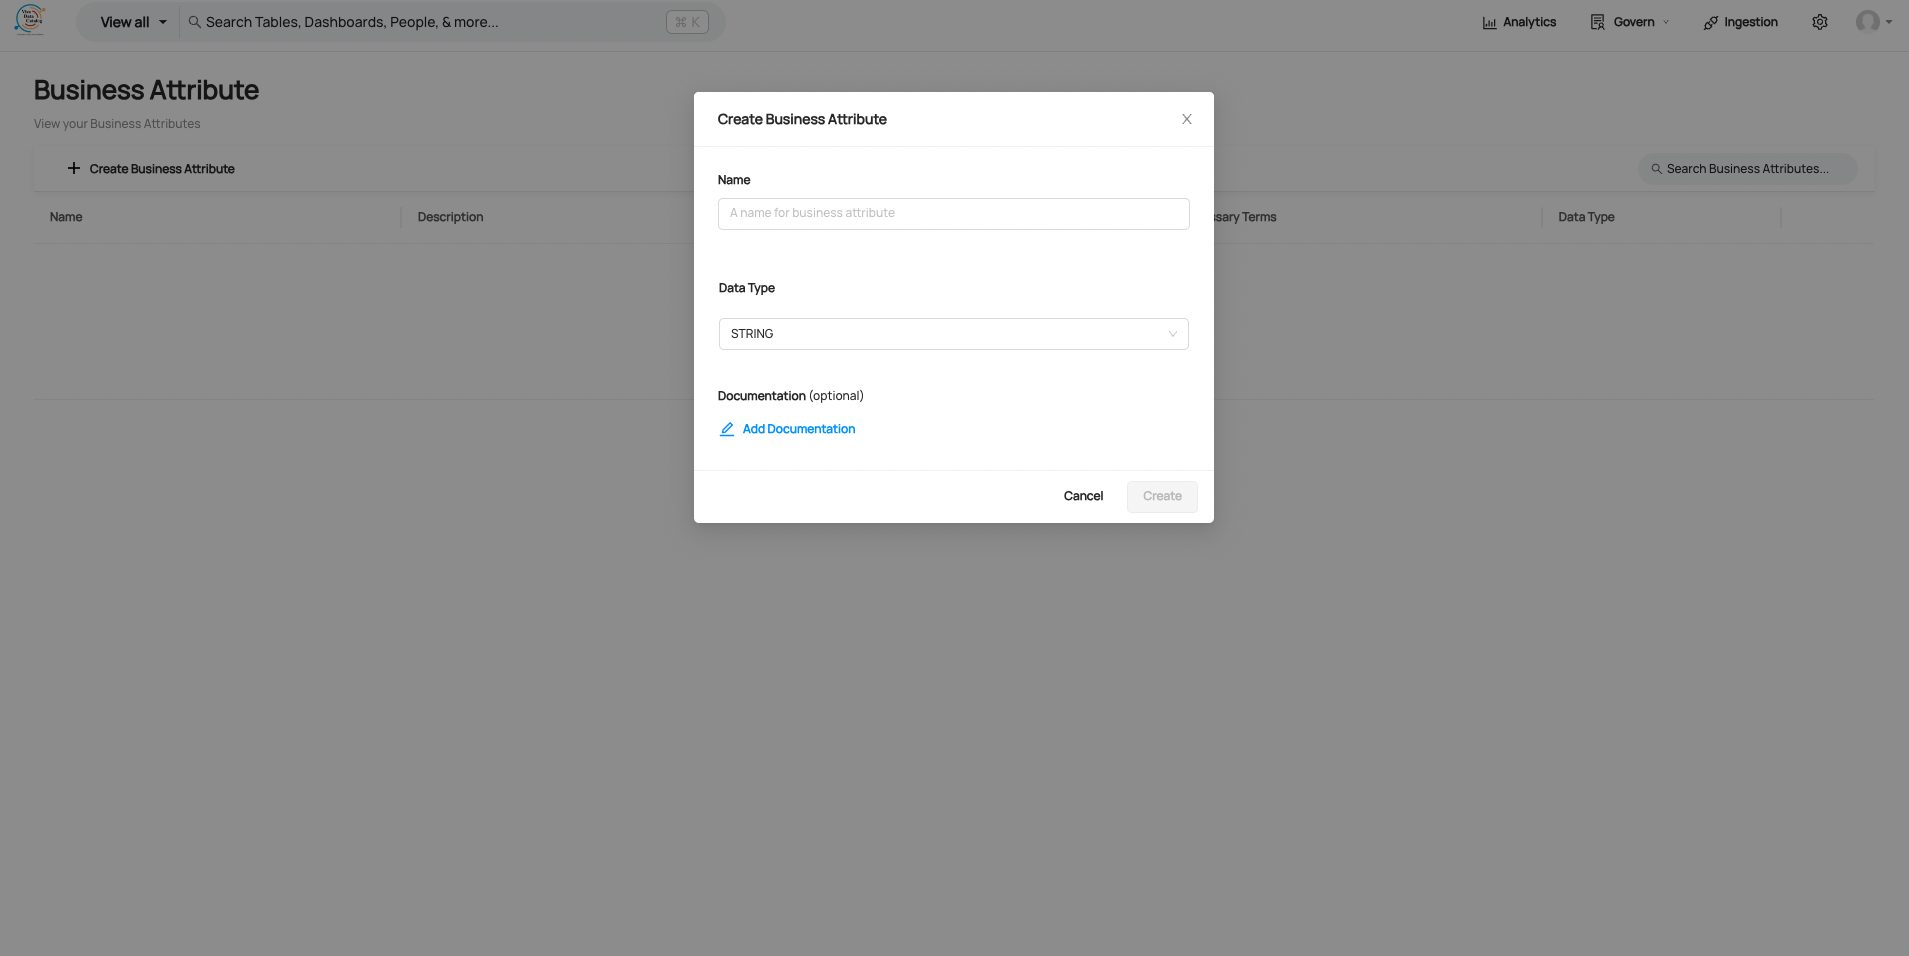 View all
Search Tables, Dashboards, People, & more...
⌘ K
Analytics
Govern
Ingestion
Business Attribute
View your Business Attributes
Create Business Attribute
Search Business Attributes...
Name
Description
ssary Terms
Data Type
Create Business Attribute
Name
A name for business attribute
Data Type
STRING
Documentation (optional)
Add Documentation
Cancel
Create